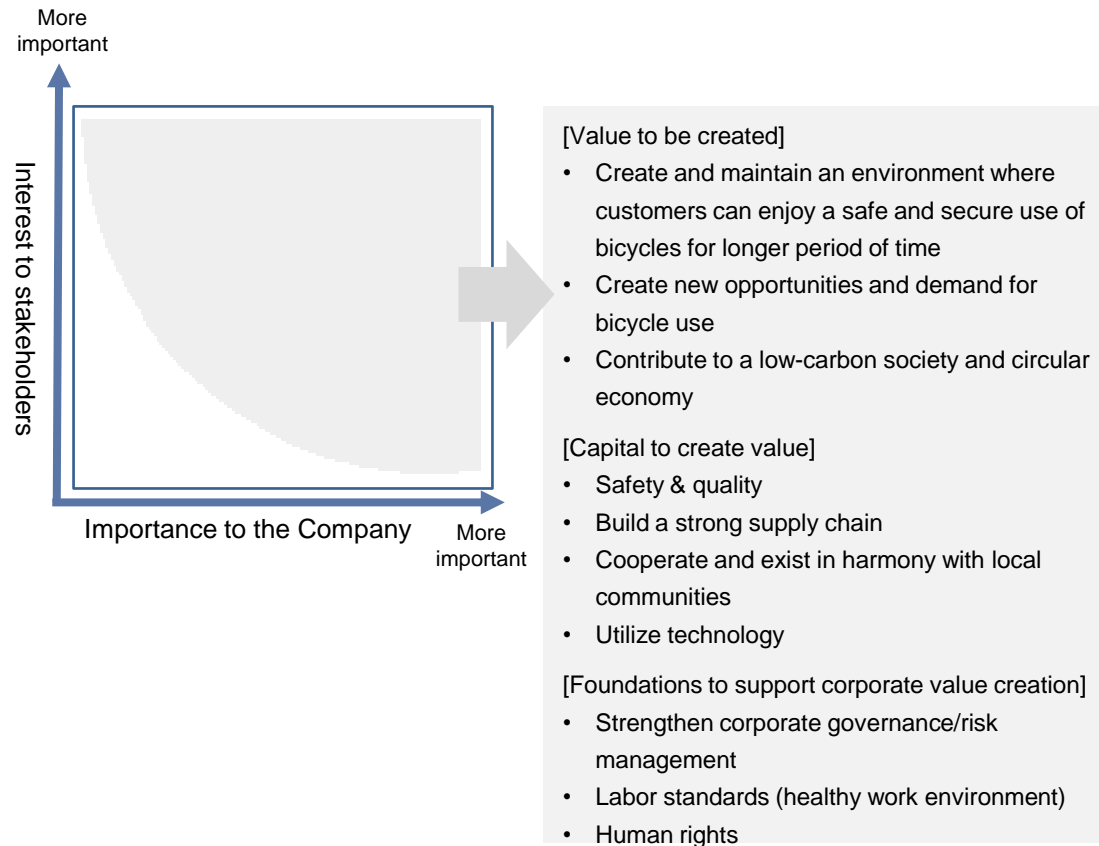 More
important
Interest to stakeholders
Importance to the Company
More
important
[Value to be created]
• Create and maintain an environment where
customers can enjoy a safe and secure use of
bicycles for longer period of time
• Create new opportunities and demand for
bicycle use
• Contribute to a low-carbon society and circular
economy
[Capital to create value]
• Safety & quality
• Build a strong supply chain
• Cooperate and exist in harmony with local
communities
• Utilize technology
[Foundations to support corporate value creation]
• Strengthen corporate governance/risk
management
• Labor standards (healthy work environment)
• Human rights